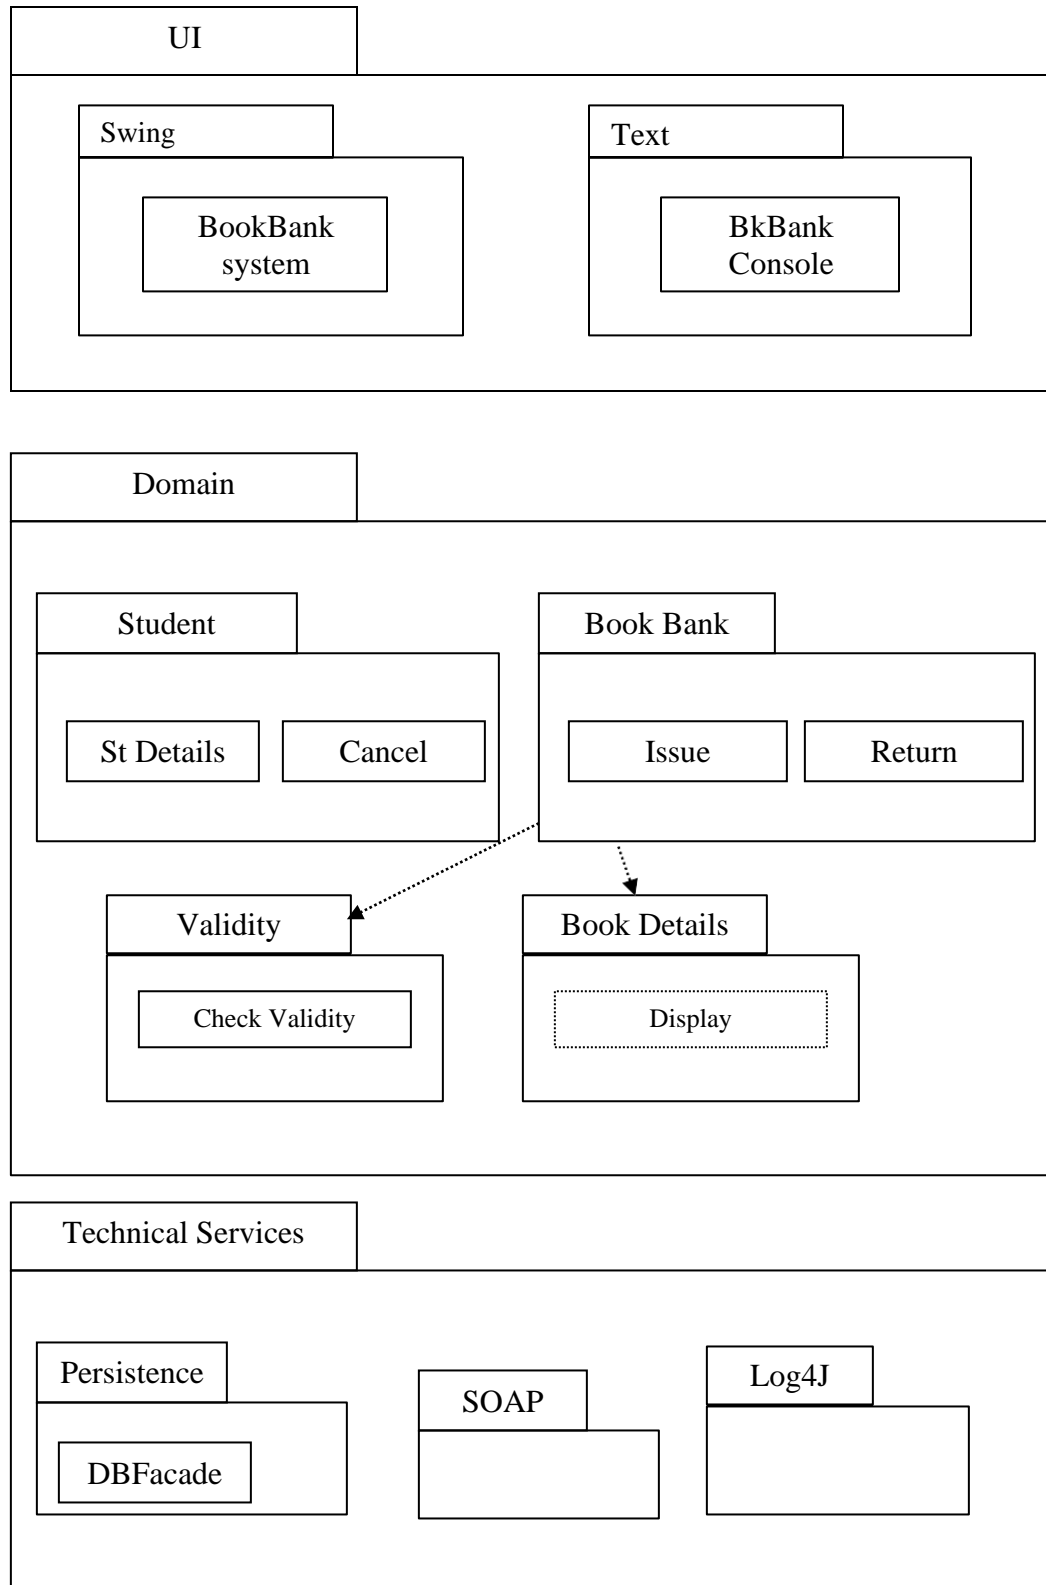 UI
Swing
Text
BookBank
system
BkBank
Console
Domain
Student
Book Bank
St Details
Cancel
Issue
Return
Validity
Book Details
Check Validity
Display
Technical Services
Persistence
SOAP
Log4J
DBFacade